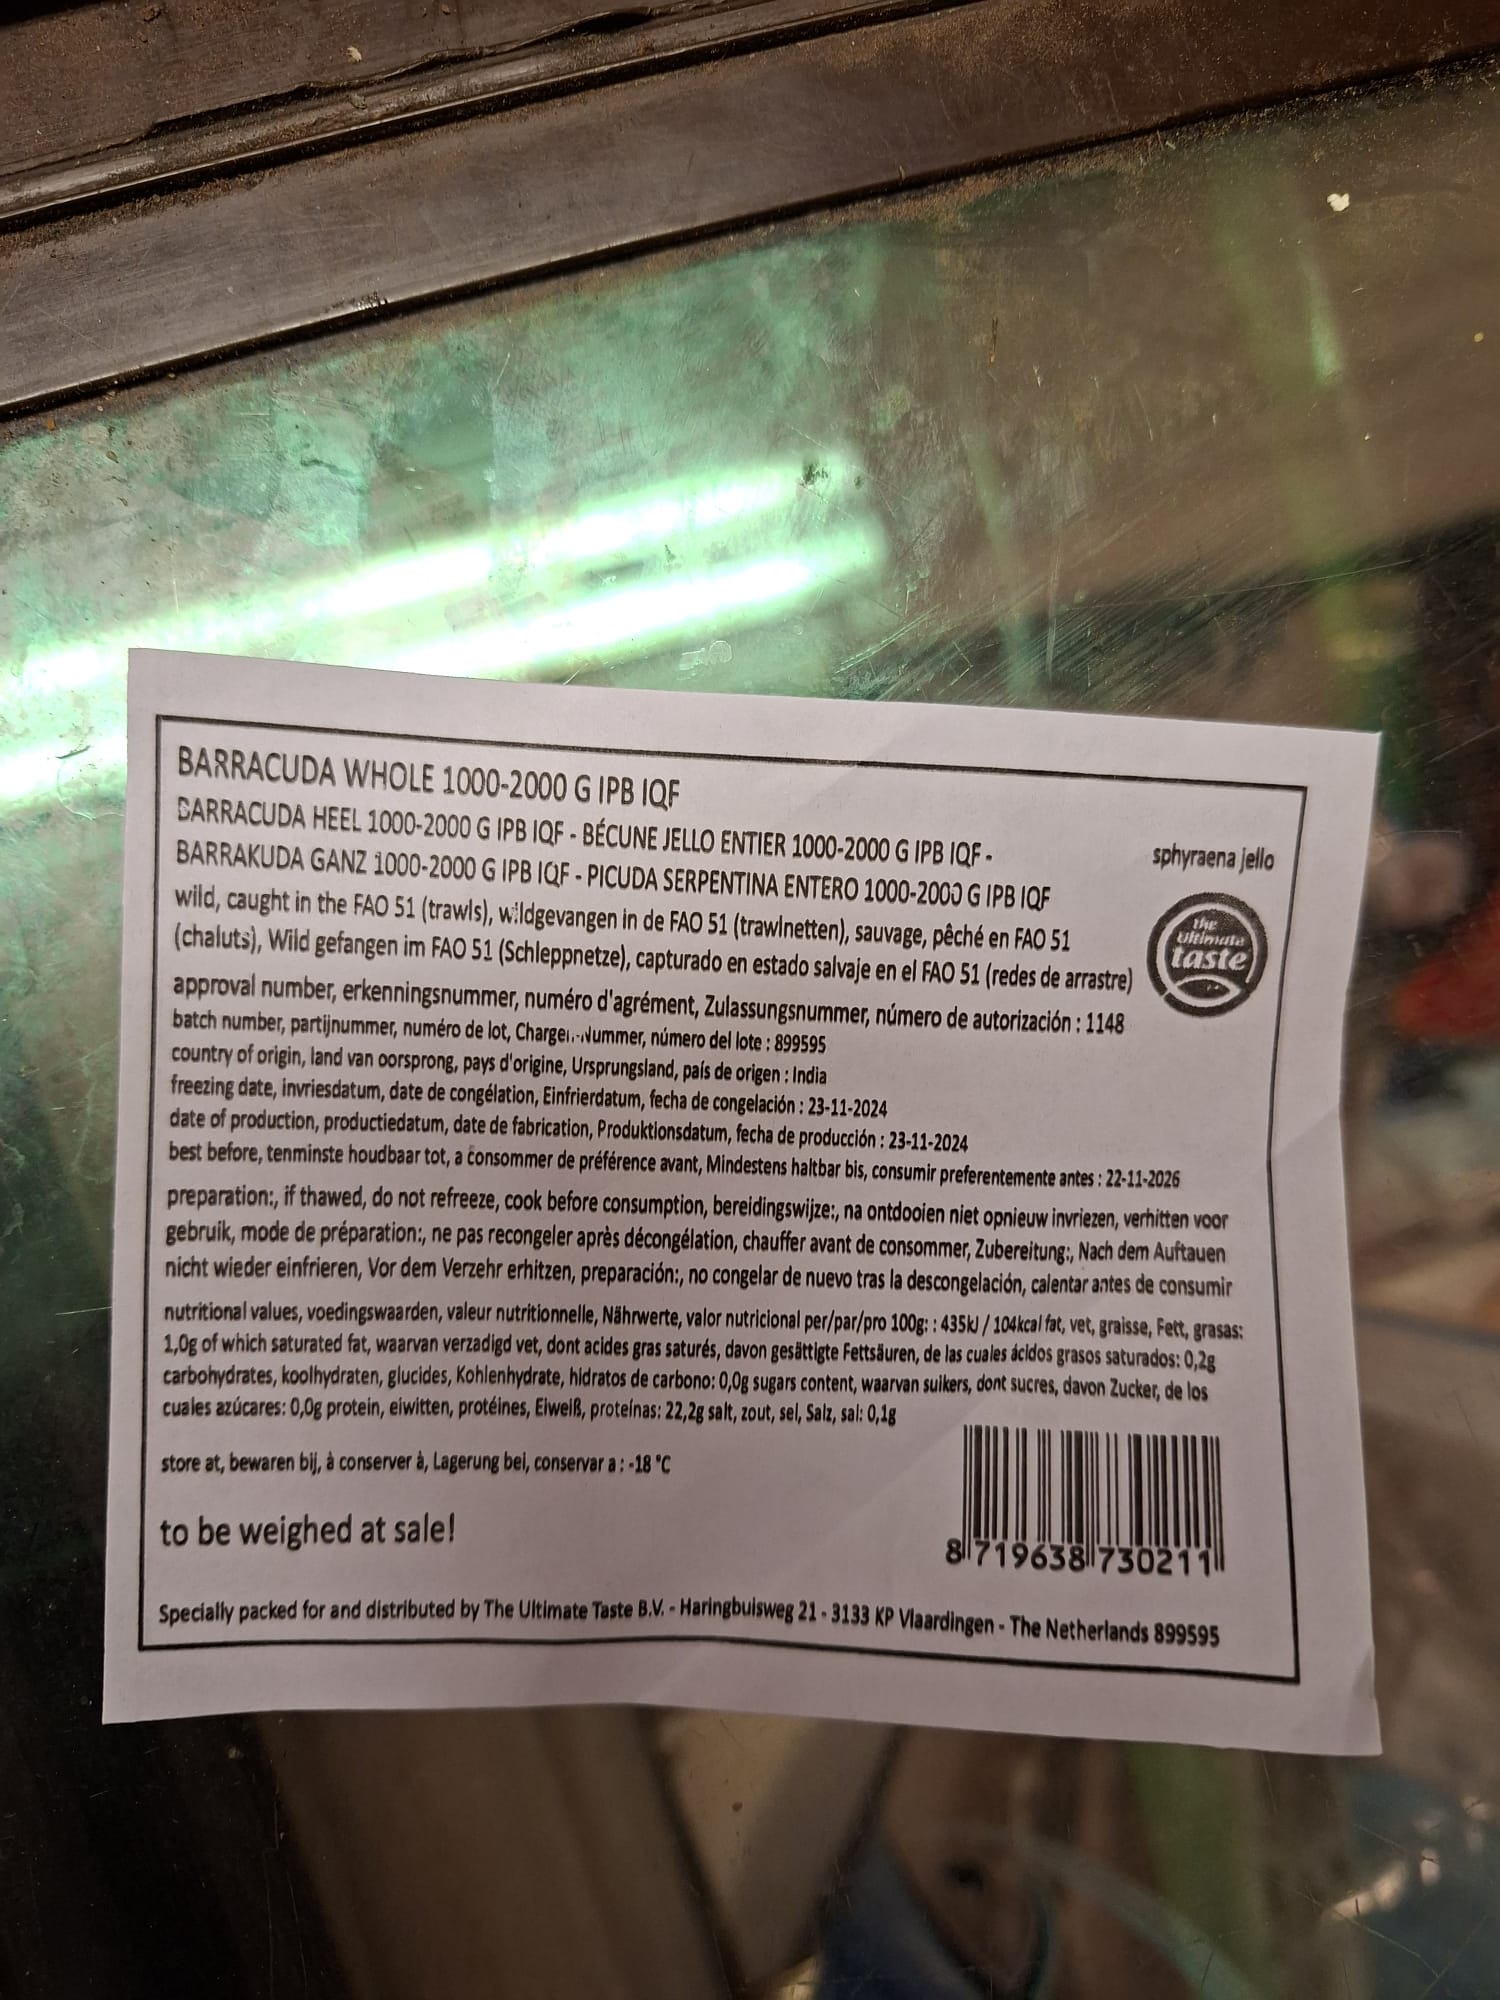 BARRACUDA WHOLE 1000-2000 G IPB IQF
BARRACUDA HEEL 1000-2000 G IPB IQF - BÉCUNE JELLO ENTIER 1000-2000 G IPB IQF -
BARRAKUDA GANZ 1000-2000 G IPB IQF - PICUDA SERPENTINA ENTERO 1000-2000 G IPB IQF
sphyraena jello
wild, caught in the FAO 51 (trawls), wildgevangen in de FAO 51 (trawlnetten), sauvage, pêché en FAO 51
(chaluts), Wild gefangen im FAO 51 (Schleppnetze), capturado en estado salvaje en el FAO 51 (redes de arrastre)
the
ultimate
taste
approval number, erkenningsnummer, numéro d'agrément, Zulassungsnummer, número de autorización : 1148
batch number, partijnummer, numéro de lot, Chargen-Nummer, número del lote : 899595
country of origin, land van oorsprong, pays d'origine, Ursprungsland, país de origen : India
freezing date, invriesdatum, date de congélation, Einfrierdatum, fecha de congelación : 23-11-2024
date of production, productiedatum, date de fabrication, Produktionsdatum, fecha de producción : 23-11-2024
best before, tenminste houdbaar tot, a consommer de préférence avant, Mindestens haltbar bis, consumir preferentemente antes : 22-11-2026
preparation:, if thawed, do not refreeze, cook before consumption, bereidingswijze:, na ontdooien niet opnieuw invriezen, verhitten voor
gebruik, mode de préparation:, ne pas recongeler après décongélation, chauffer avant de consommer, Zubereitung:, Nach dem Auftauen
nicht wieder einfrieren, Vor dem Verzehr erhitzen, preparación:, no congelar de nuevo tras la descongelación, calentar antes de consumir
nutritional values, voedingswaarden, valeur nutritionnelle, Nährwerte, valor nutricional per/par/pro 100g: : 435kJ / 104kcal fat, vet, graisse, Fett, grasas:
1,0g of which saturated fat, waarvan verzadigd vet, dont acides gras saturés, davon gesättigte Fettsäuren, de las cuales ácidos grasos saturados: 0,2g
carbohydrates, koolhydraten, glucides, Kohlenhydrate, hidratos de carbono: 0,0g sugars content, waarvan suikers, dont sucres, davon Zucker, de los
cuales azúcares: 0,0g protein, eiwitten, protéines, Eiweiß, proteínas: 22,2g salt, zout, sel, Salz, sal: 0,1g
store at, bewaren bij, à conserver à, Lagerung bei, conservar a : -18 °C
to be weighed at sale!
8 719638 730211
Specially packed for and distributed by The Ultimate Taste B.V. - Haringbuisweg 21 - 3133 KP Vlaardingen - The Netherlands 899595